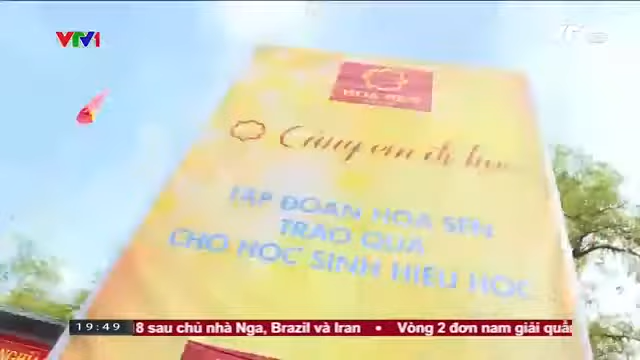 VTV1
HOA SEN
Cùng em đi học
TẬP ĐOÀN HOA SEN
TRAO QUÀ
CHO HỌC SINH HIẾU HỌC
19:49 8 sau chủ nhà Nga, Brazil và Iran • Vòng 2 đơn nam giải quần